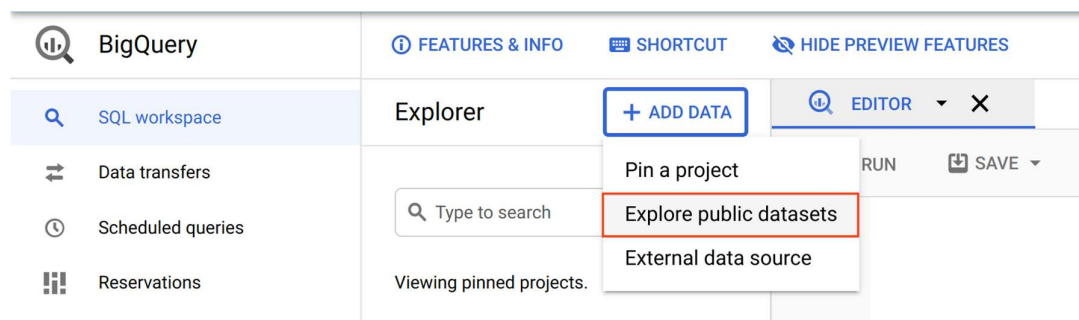 BigQuery
FEATURES & INFO
SHORTCUT
HIDE PREVIEW FEATURES
SQL workspace
Data transfers
Scheduled queries
Reservations
Explorer
+ ADD DATA
Type to search
Viewing pinned projects.
Pin a project
Explore public datasets
External data source
EDITOR
RUN
SAVE